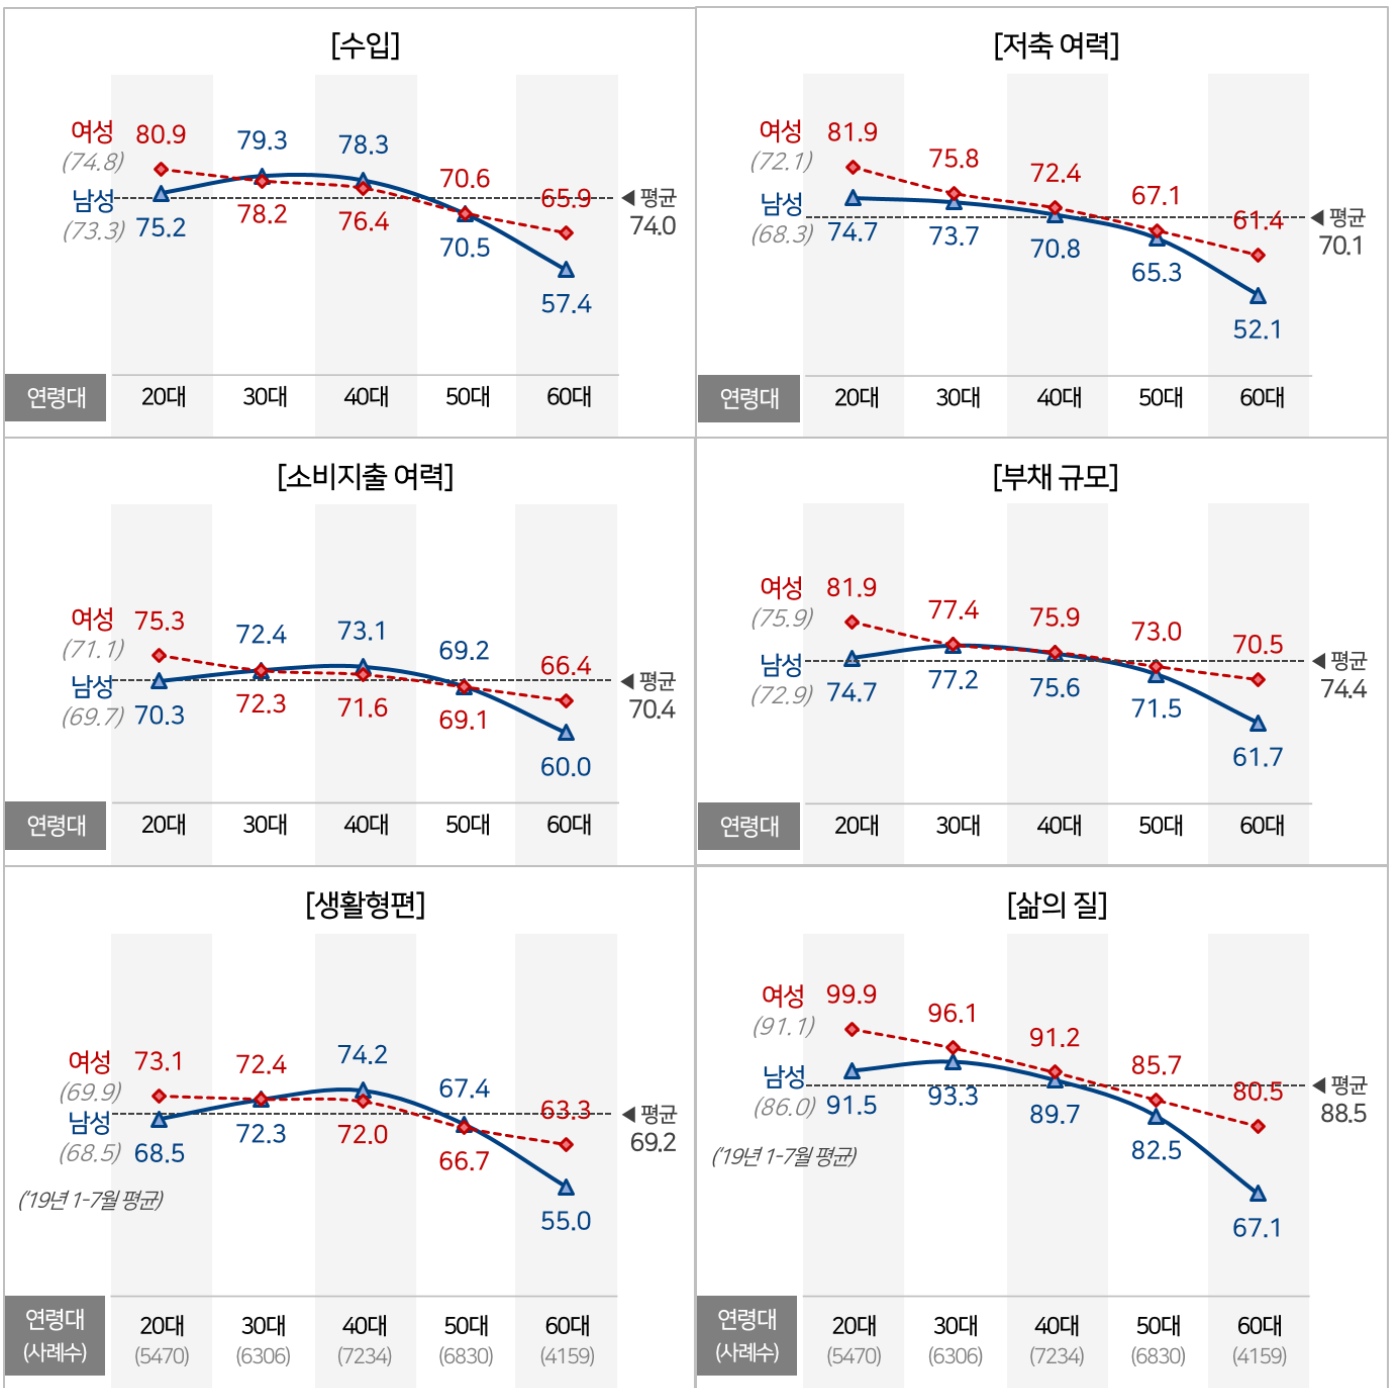 [수입]
여성 80.9 79.3 78.3 70.6 65.9
(74.8)
남성 ◀ 평균
(73.3) 75.2 78.2 76.4 70.5 57.4 74.0
연령대 20대 30대 40대 50대 60대
[저축 여력]
여성 81.9 75.8 72.4 67.1 61.4
(72.1)
남성 ◀ 평균
(68.3) 74.7 73.7 70.8 65.3 52.1 70.1
연령대 20대 30대 40대 50대 60대
[소비지출 여력]
여성 75.3 72.4 73.1 69.2 66.4
(71.1)
남성 ◀ 평균
(69.7) 70.3 72.3 71.6 69.1 60.0 70.4
연령대 20대 30대 40대 50대 60대
[부채 규모]
여성 81.9 77.4 75.9 73.0 70.5
(75.9)
남성 ◀ 평균
(72.9) 74.7 77.2 75.6 71.5 61.7 74.4
연령대 20대 30대 40대 50대 60대
[생활형편]
여성 73.1 72.4 74.2 67.4 63.3
(69.9)
남성 ◀ 평균
(68.5) 68.5 72.3 72.0 66.7 55.0 69.2
('19년 1-7월 평균)
연령대 20대 30대 40대 50대 60대
(사례수) (5470) (6306) (7234) (6830) (4159)
[삶의 질]
여성 99.9 96.1 91.2 85.7 80.5
(91.1)
남성 ◀ 평균
(86.0) 91.5 93.3 89.7 82.5 67.1 88.5
('19년 1-7월 평균)
연령대 20대 30대 40대 50대 60대
(사례수) (5470) (6306) (7234) (6830) (4159)